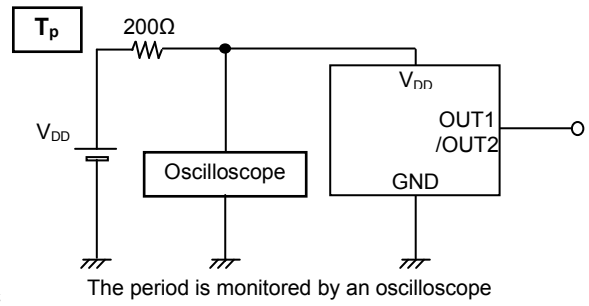 Tp
200Ω
VDD
VDD
OUT1
/OUT2
Oscilloscope
GND
The period is monitored by an oscilloscope